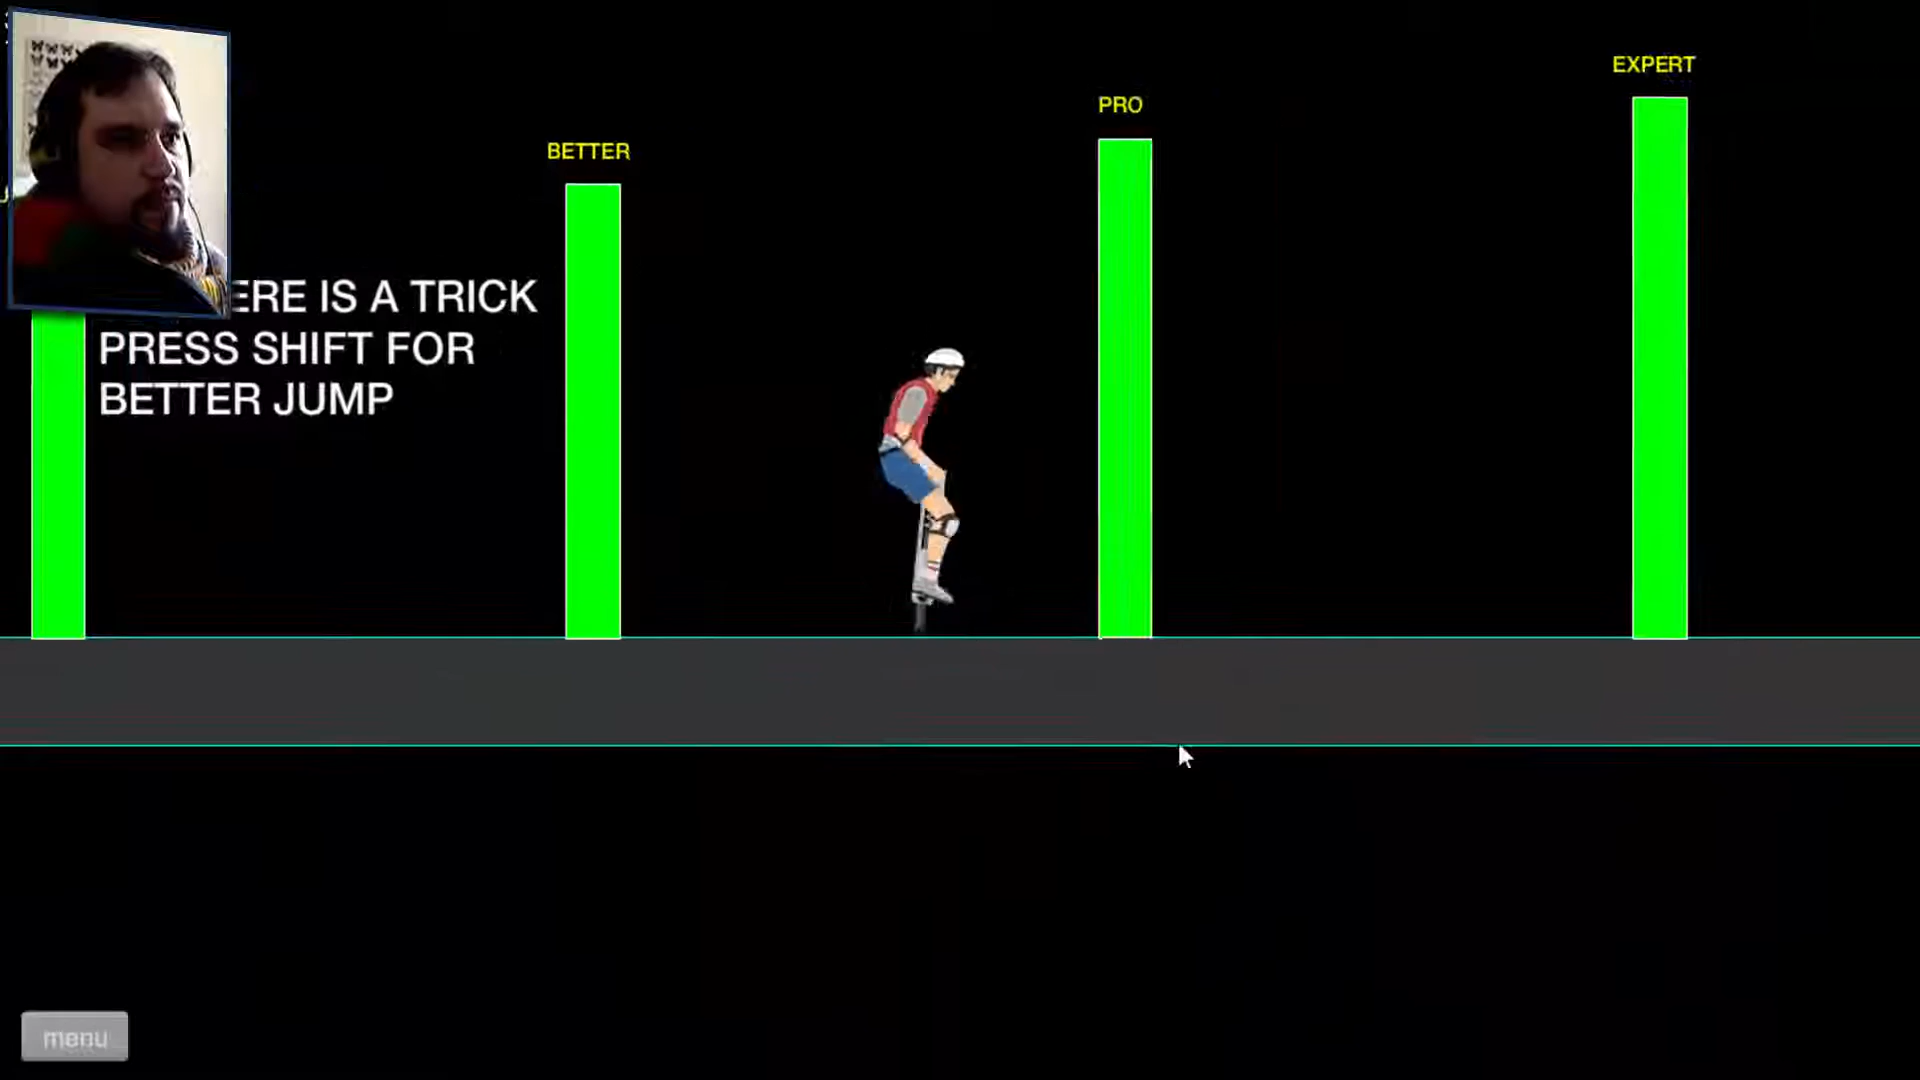 EXPERT
PRO
BETTER
ERE IS A TRICK
PRESS SHIFT FOR
BETTER JUMP
menu